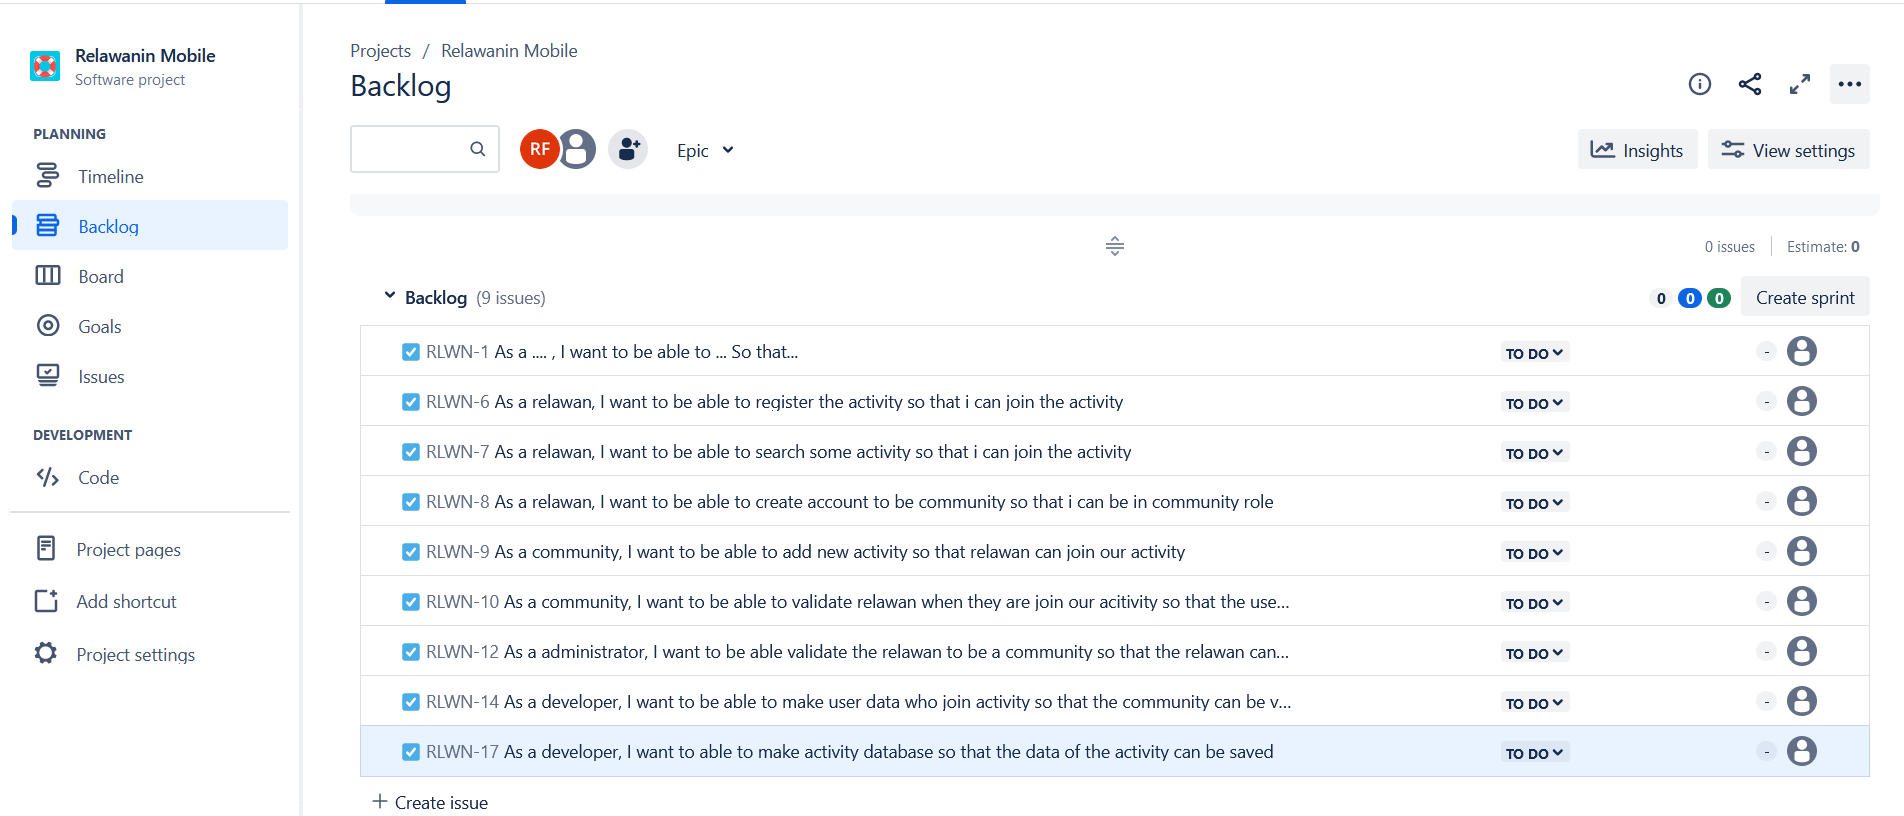 Relawanin Mobile
Software project
PLANNING
Timeline
Backlog
Board
Goals
Issues
DEVELOPMENT
Code
Project pages
Add shortcut
Project settings
Projects / Relawanin Mobile
Backlog
RF
Epic
Insights
View settings
0 issues Estimate: 0
Backlog (9 issues) 0 0 0 Create sprint
RLWN-1 As a .... , I want to be able to ... So that... TO DO -
RLWN-6 As a relawan, I want to be able to register the activity so that i can join the activity TO DO -
RLWN-7 As a relawan, I want to be able to search some activity so that i can join the activity TO DO -
RLWN-8 As a relawan, I want to be able to create account to be community so that i can be in community role TO DO -
RLWN-9 As a community, I want to be able to add new activity so that relawan can join our activity TO DO -
RLWN-10 As a community, I want to be able to validate relawan when they are join our acitivity so that the use... TO DO -
RLWN-12 As a administrator, I want to be able validate the relawan to be a community so that the relawan can... TO DO -
RLWN-14 As a developer, I want to be able to make user data who join activity so that the community can be v... TO DO -
RLWN-17 As a developer, I want to able to make activity database so that the data of the activity can be saved TO DO -
+ Create issue